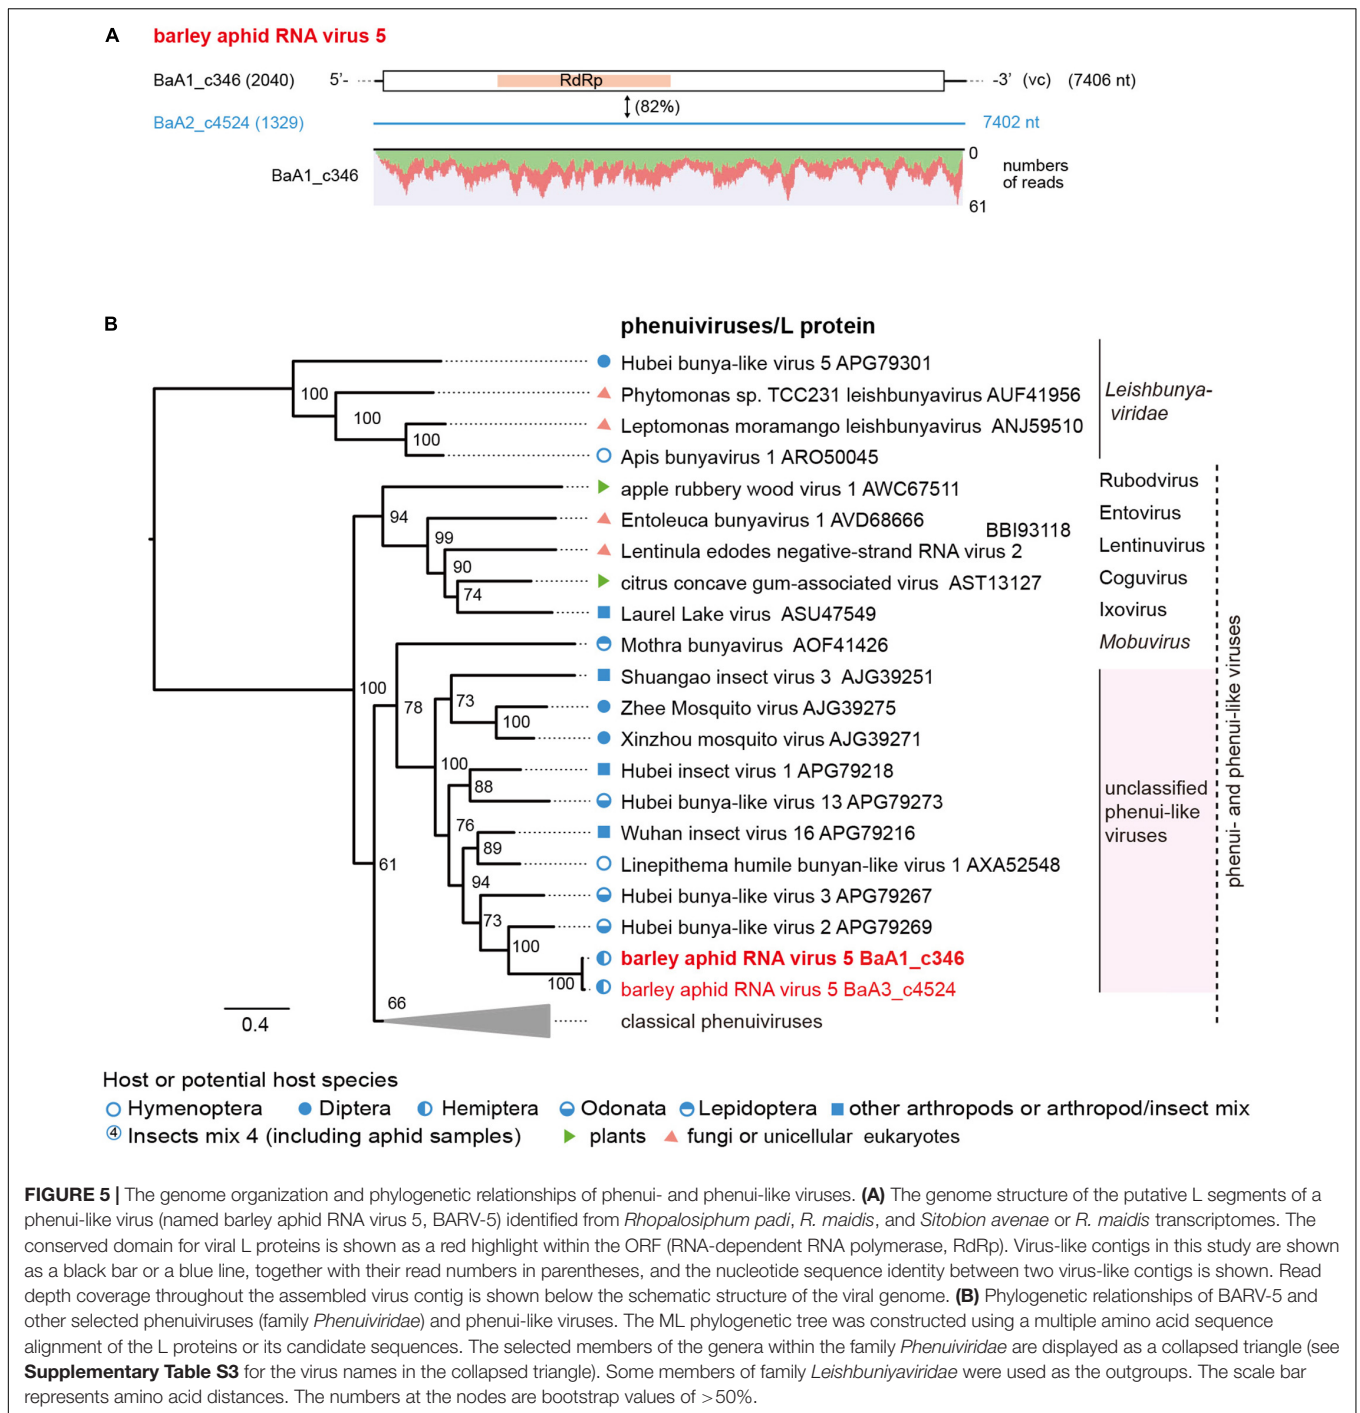 A barley aphid RNA virus 5
BaA1_c346 (2040) 5'- RdRp -3' (vc) (7406 nt)
(82%)
BaA2_c4524 (1329) 7402 nt
BaA1_c346 0 numbers of reads
61
B phenuiviruses/L protein
Hubei bunya-like virus 5 APG79301
100
Phytomonas sp. TCC231 leishbunyavirus AUF41956
Leishbunya-
viridae
100
Leptomonas moramango leishbunyavirus ANJ59510
100
Apis bunyavirus 1 ARO50045
apple rubbery wood virus 1 AWC67511 Rubodvirus
94
Entoleuca bunyavirus 1 AVD68666 Entovirus
99
BBI93118
Lentinula edodes negative-strand RNA virus 2 Lentinuvirus
90
citrus concave gum-associated virus AST13127 Coguvirus
74
Laurel Lake virus ASU47549 Ixovirus
Mothra bunyavirus AOF41426 Mobuvirus
100
78
Shuangao insect virus 3 AJG39251
73
Zhee Mosquito virus AJG39275
100
Xinzhou mosquito virus AJG39271
100
Hubei insect virus 1 APG79218
88
Hubei bunya-like virus 13 APG79273
unclassified
phenui-like
viruses
phenui- and phenui-like viruses
76
Wuhan insect virus 16 APG79216
89
Linepithema humile bunyan-like virus 1 AXA52548
61
94
Hubei bunya-like virus 3 APG79267
73
Hubei bunya-like virus 2 APG79269
100
barley aphid RNA virus 5 BaA1_c346
100
barley aphid RNA virus 5 BaA3_c4524
66
classical phenuiviruses
0.4
Host or potential host species
Hymenoptera Diptera Hemiptera Odonata Lepidoptera other arthropods or arthropod/insect mix
4 Insects mix 4 (including aphid samples) plants fungi or unicellular eukaryotes
FIGURE 5 | The genome organization and phylogenetic relationships of phenui- and phenui-like viruses. (A) The genome structure of the putative L segments of a
phenui-like virus (named barley aphid RNA virus 5, BARV-5) identified from Rhopalosiphum padi, R. maidis, and Sitobion avenae or R. maidis transcriptomes. The
conserved domain for viral L proteins is shown as a red highlight within the ORF (RNA-dependent RNA polymerase, RdRp). Virus-like contigs in this study are shown
as a black bar or a blue line, together with their read numbers in parentheses, and the nucleotide sequence identity between two virus-like contigs is shown. Read
depth coverage throughout the assembled virus contig is shown below the schematic structure of the viral genome. (B) Phylogenetic relationships of BARV-5 and
other selected phenuiviruses (family Phenuiviridae) and phenui-like viruses. The ML phylogenetic tree was constructed using a multiple amino acid sequence
alignment of the L proteins or its candidate sequences. The selected members of the genera within the family Phenuiviridae are displayed as a collapsed triangle (see
Supplementary Table S3 for the virus names in the collapsed triangle). Some members of family Leishbuniyaviridae were used as the outgroups. The scale bar
represents amino acid distances. The numbers at the nodes are bootstrap values of >50%.